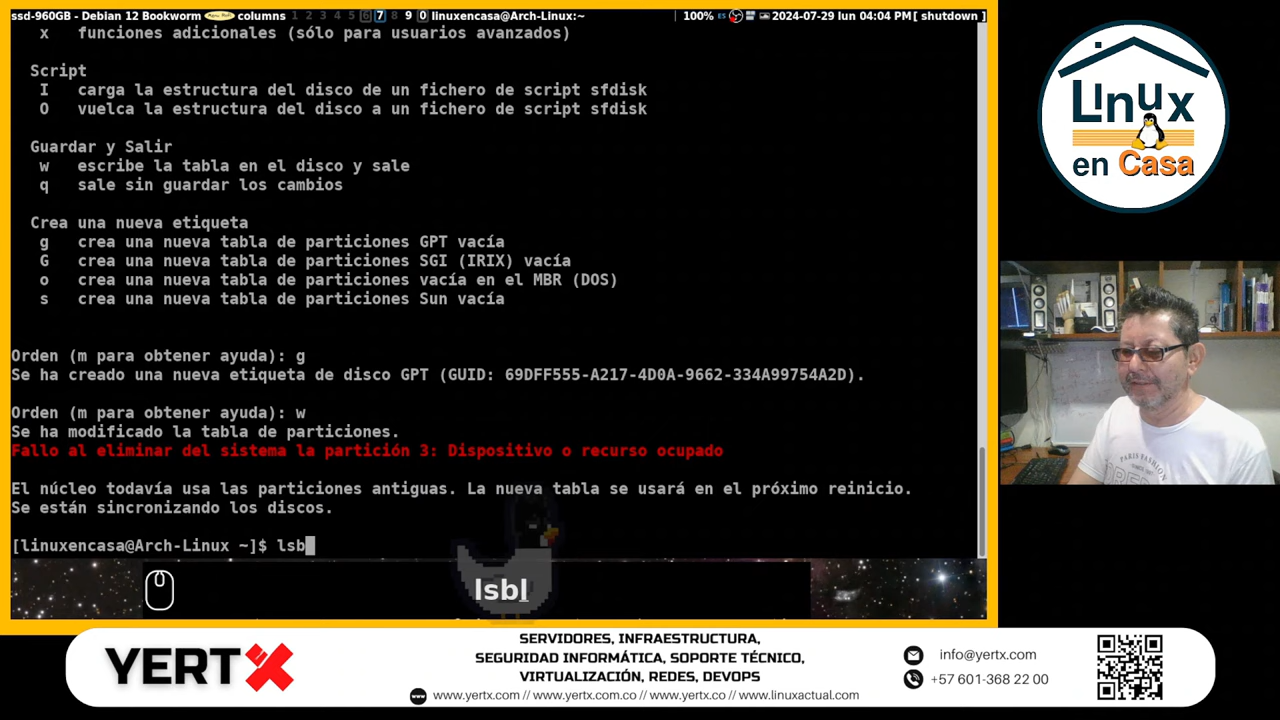 ssd-960GB - Debian 12 Bookworm columns 1 2 3 4 5 6 7 8 9 0 linuxencasa@Arch-Linux:~ 100% ES 2024-07-29 lun 04:04 PM[ shutdown ]
x funciones adicionales (sólo para usuarios avanzados)
Script
I carga la estructura del disco de un fichero de script sfdisk
O vuelca la estructura del disco a un fichero de script sfdisk
Guardar y Salir
w escribe la tabla en el disco y sale
q sale sin guardar los cambios
Crea una nueva etiqueta
g crea una nueva tabla de particiones GPT vacía
G crea una nueva tabla de particiones SGI (IRIX) vacía
o crea una nueva tabla de particiones vacía en el MBR (DOS)
s crea una nueva tabla de particiones Sun vacía
Orden (m para obtener ayuda): g
Se ha creado una nueva etiqueta de disco GPT (GUID: 69DFF555-A217-4D0A-9662-334A99754A2D).
Orden (m para obtener ayuda): w
Se ha modificado la tabla de particiones.
Fallo al eliminar del sistema la partición 3: Dispositivo o recurso ocupado
El núcleo todavía usa las particiones antiguas. La nueva tabla se usará en el próximo reinicio.
Se están sincronizando los discos.
[linuxencasa@Arch-Linux ~]$ lsb
lsbl
Linux
en Casa
YERTX
SERVIDORES, INFRAESTRUCTURA,
SEGURIDAD INFORMÁTICA, SOPORTE TÉCNICO,
VIRTUALIZACIÓN, REDES, DEVOPS
www.yertx.com // www.yertx.com.co // www.yertx.co // www.linuxactual.com
info@yertx.com
+57 601-368 22 00